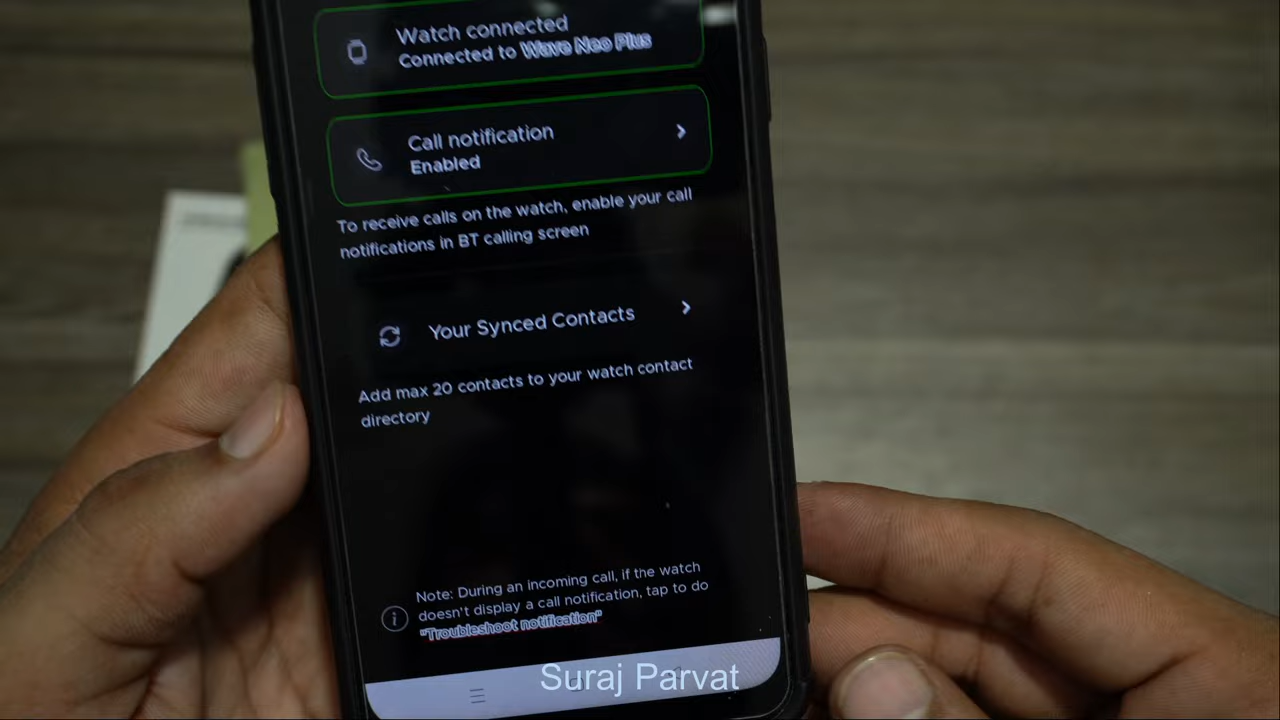 Watch connected
Connected to Wave Neo Plus
Call notification
Enabled
To receive calls on the watch, enable your call
notifications in BT calling screen
Your Synced Contacts
Add max 20 contacts to your watch contact
directory
Note: During an incoming call, if the watch
doesn't display a call notification, tap to do
"Troubleshoot notification"
Suraj Parvat